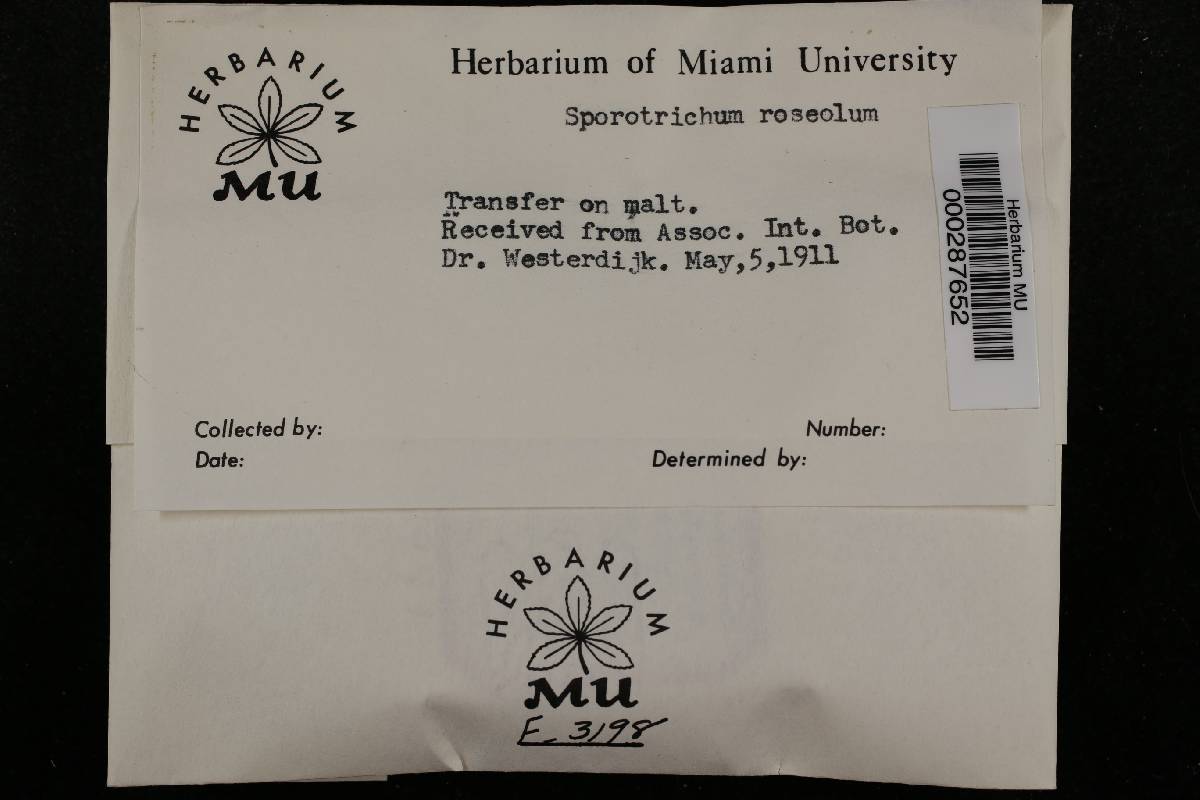 HERBARIUM
MU
Herbarium of Miami University
Sporotrichum roseolum
Transfer on malt.
Received from Assoc. Int. Bot.
Dr. Westerdijk. May,5,1911
Herbarium MU
000287652
Collected by:
Number:
Date:
Determined by:
HERBARIUM
MU
F. 3198